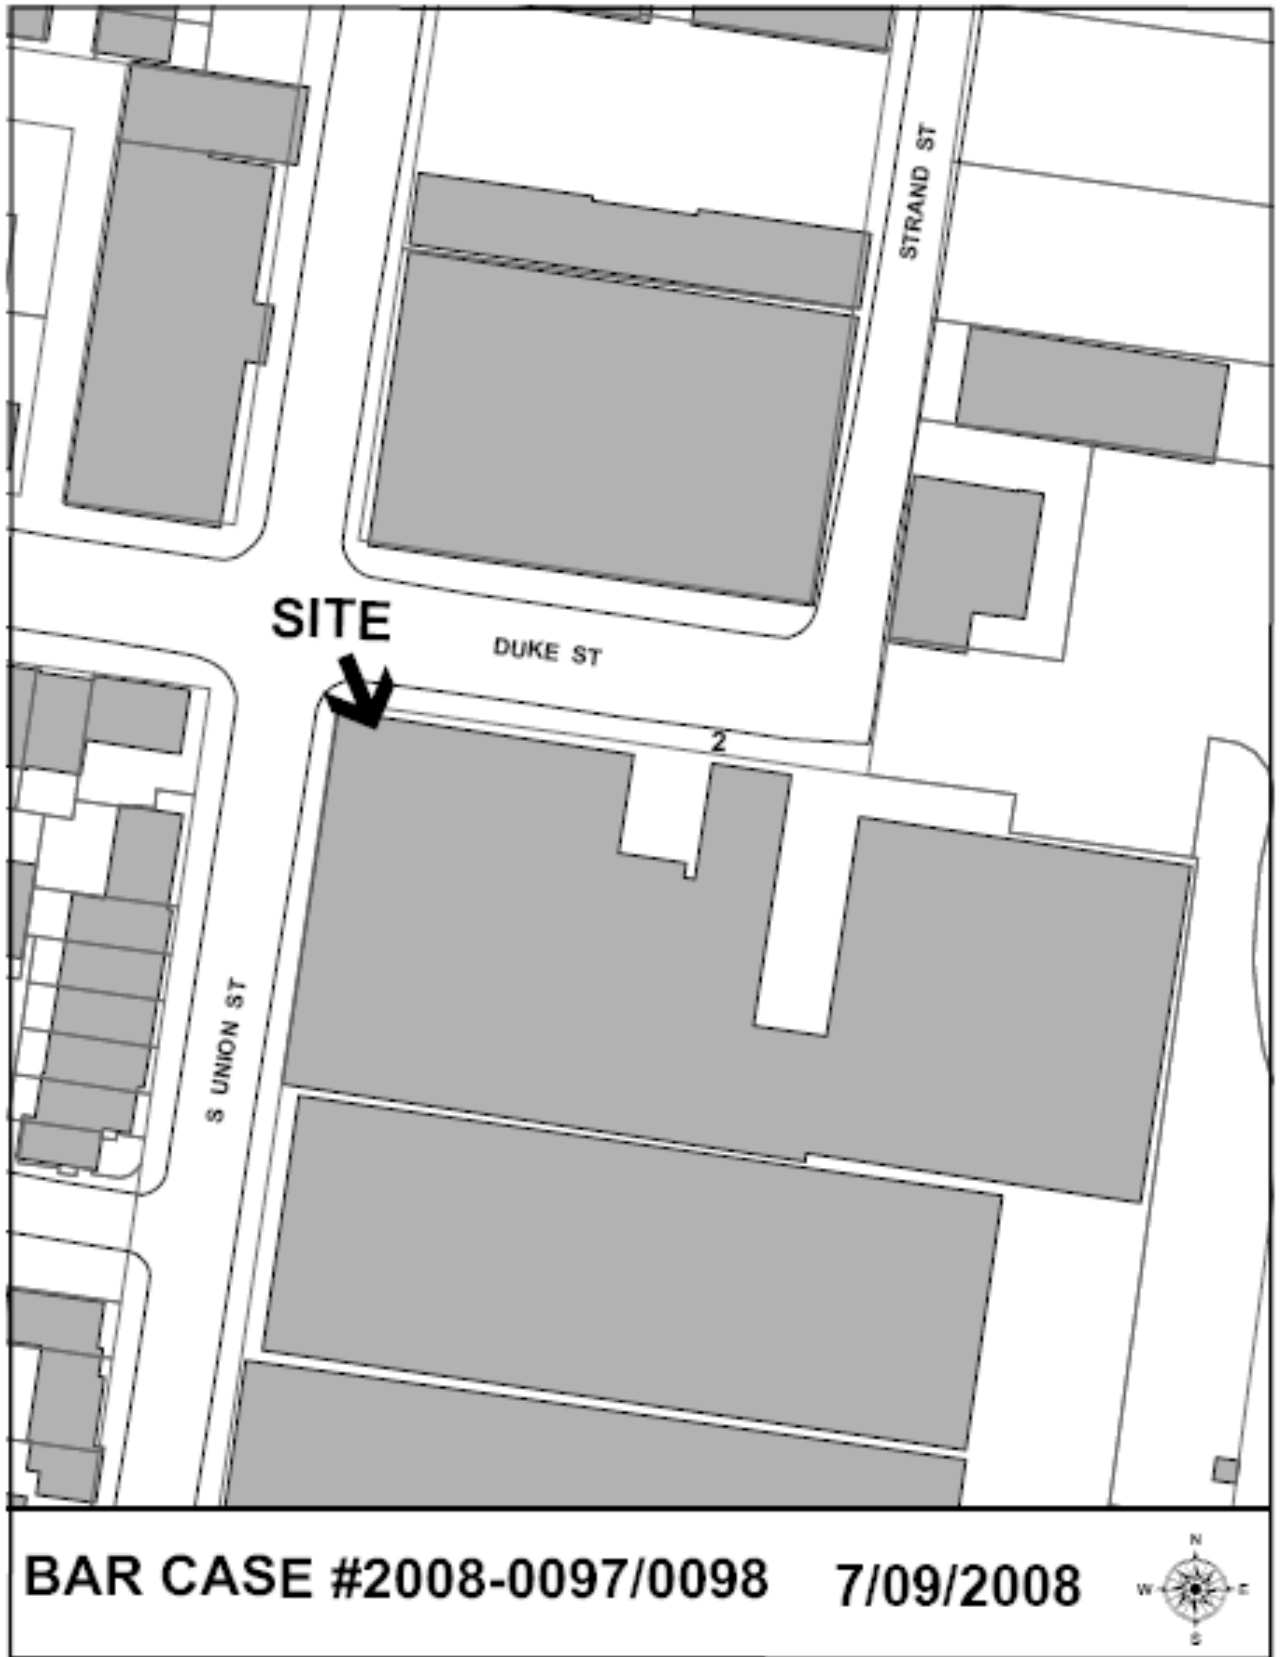 STRAND ST
SITE
DUKE ST
2
S UNION ST
BAR CASE #2008-0097/0098 7/09/2008
N
W E
S